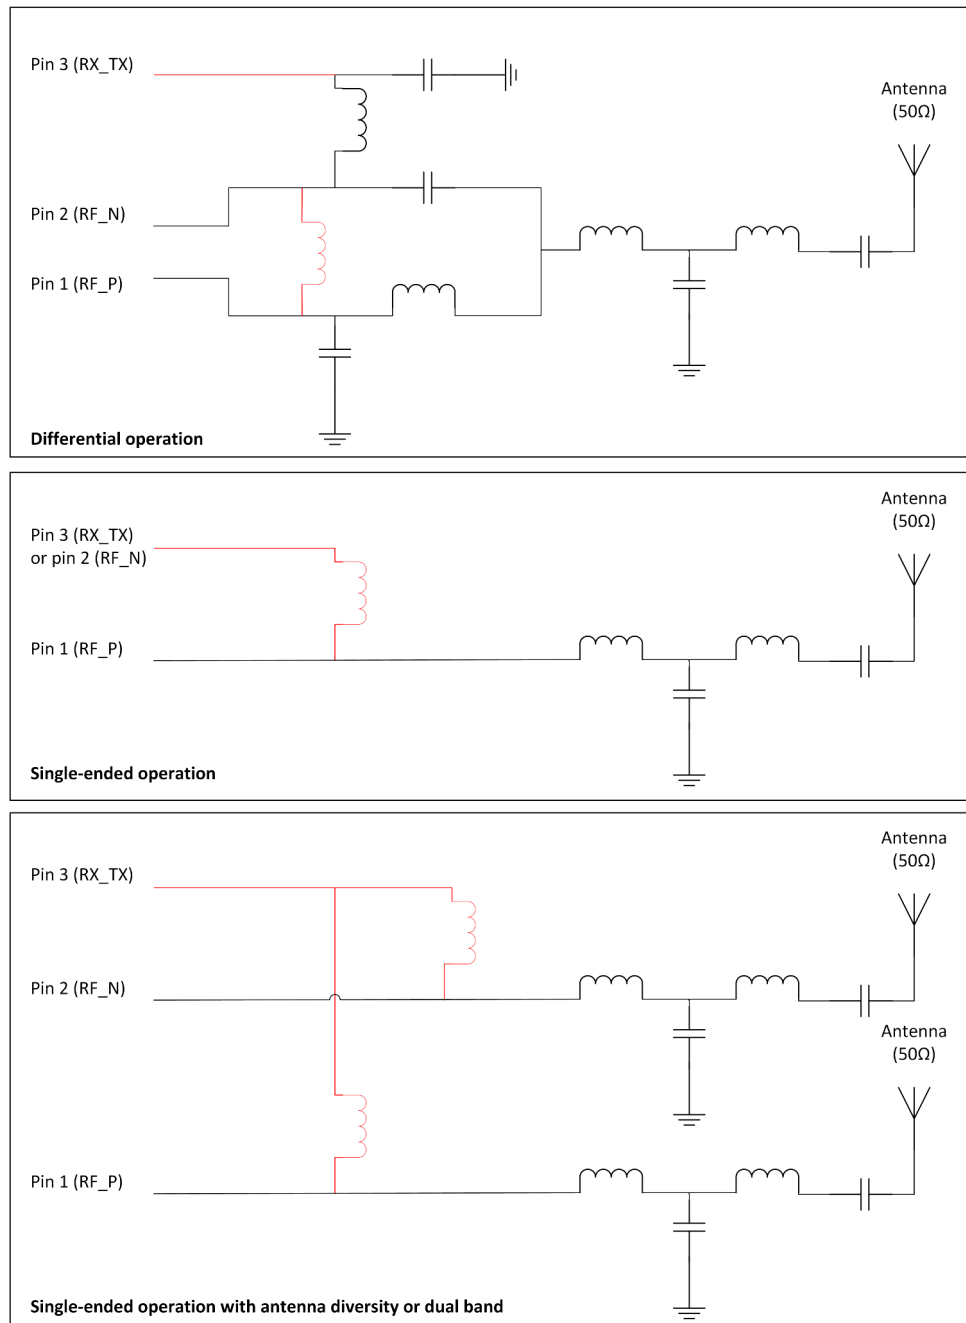 Pin 3 (RX_TX)
Antenna
(50Ω)
Pin 2 (RF_N)
Pin 1 (RF_P)
Differential operation
Antenna
(50Ω)
Pin 3 (RX_TX)
or pin 2 (RF_N)
Pin 1 (RF_P)
Single-ended operation
Antenna
(50Ω)
Pin 3 (RX_TX)
Pin 2 (RF_N)
Antenna
(50Ω)
Pin 1 (RF_P)
Single-ended operation with antenna diversity or dual band